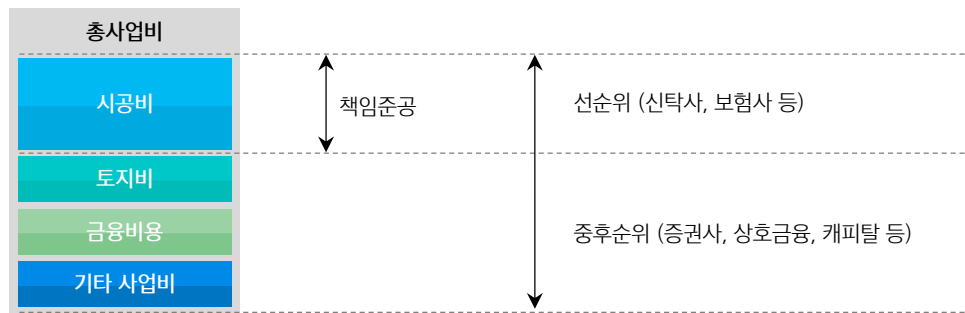 총사업비
시공비
책임준공
선순위 (신탁사, 보험사 등)
토지비
금융비용
중후순위 (증권사, 상호금융, 캐피탈 등)
기타 사업비